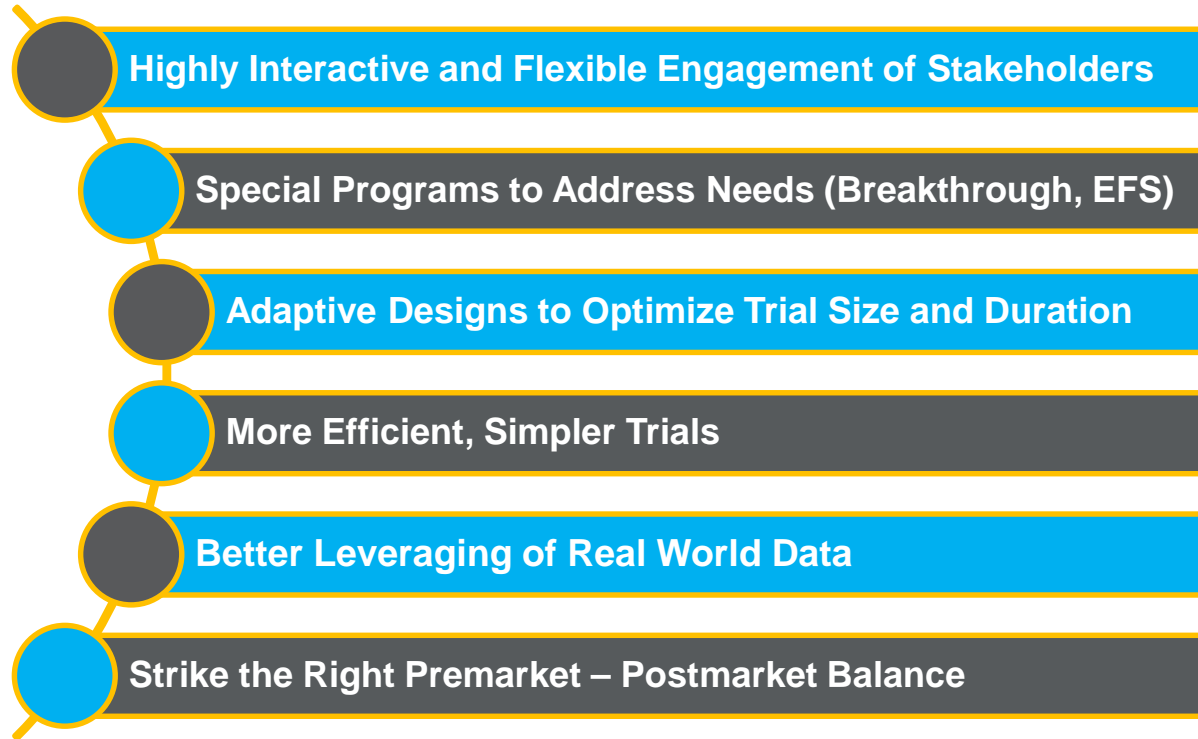 Highly Interactive and Flexible Engagement of Stakeholders
Special Programs to Address Needs (Breakthrough, EFS)
Adaptive Designs to Optimize Trial Size and Duration
More Efficient, Simpler Trials
Better Leveraging of Real World Data
Strike the Right Premarket – Postmarket Balance